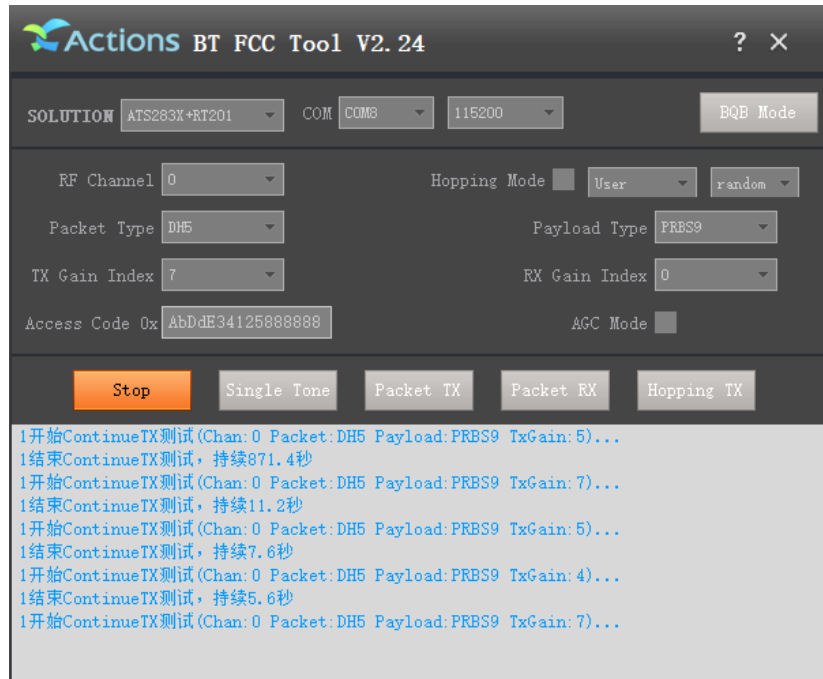 Actions BT FCC Tool V2.24 ? ×
SOLUTION ATS283X+RT201 COM COM8 115200 BQB Mode
RF Channel 0 Hopping Mode User random
Packet Type DH5 Payload Type PRBS9
TX Gain Index 7 RX Gain Index 0
Access Code 0x AbDdE34125888888 AGC Mode
Stop Single Tone Packet TX Packet RX Hopping TX
1开始ContinueTX测试(Chan:0 Packet:DH5 Payload:PRBS9 TxGain:5)...
1结束ContinueTX测试，持续871.4秒
1开始ContinueTX测试(Chan:0 Packet:DH5 Payload:PRBS9 TxGain:7)...
1结束ContinueTX测试，持续11.2秒
1开始ContinueTX测试(Chan:0 Packet:DH5 Payload:PRBS9 TxGain:5)...
1结束ContinueTX测试，持续7.6秒
1开始ContinueTX测试(Chan:0 Packet:DH5 Payload:PRBS9 TxGain:4)...
1结束ContinueTX测试，持续5.6秒
1开始ContinueTX测试(Chan:0 Packet:DH5 Payload:PRBS9 TxGain:7)...